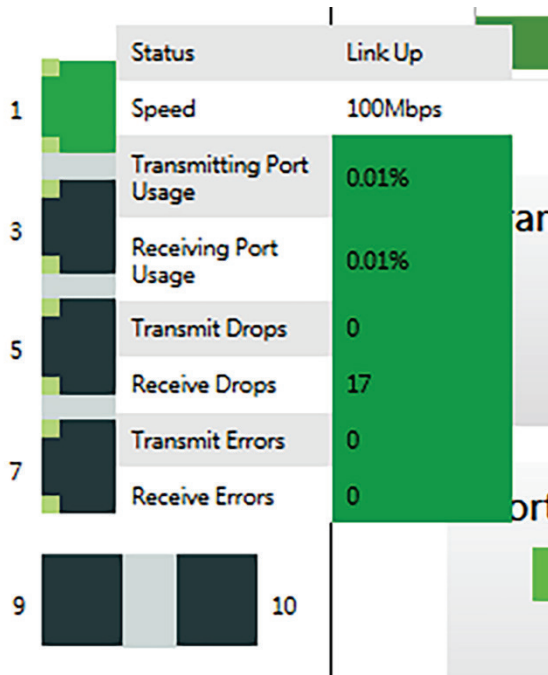 Status Link Up
1 Speed 100Mbps
Transmitting Port
Usage 0.01%
3 Receiving Port
Usage 0.01%
5 Transmit Drops 0
Receive Drops 17
7 Transmit Errors 0
Receive Errors 0
9 10